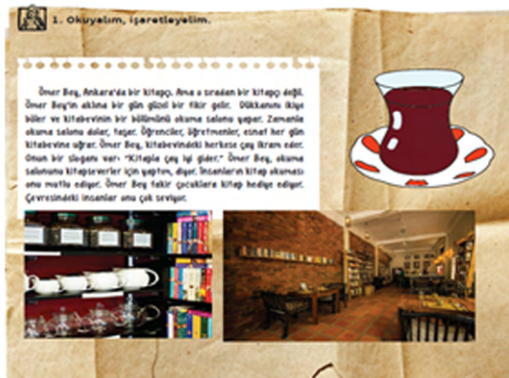 1. Okuyalım, işaretleyelim.
Ömer Bey, Ankara'da bir kitapçı. Ama o sıradan bir kitapçı değil.
Ömer Bey'in aklına bir gün güzel bir fikir gelir. Dükkanını ikiye
böler ve kitabevinin bir bölümünü okuma salonu yapar. Zamanla
okuma salonu dolar, taşar. Öğrenciler, öğretmenler, esnaf her gün
kitabevine uğrar. Ömer Bey, kitabevindeki herkese çay ikram eder.
Onun bir sloganı var: "Kitapla çay iyi gider." Ömer Bey, okuma
salonumu kitapseverler için yaptım, diyor. İnsanların kitap okuması
onu mutlu ediyor. Ömer Bey fakir çocuklara kitap hediye ediyor.
Çevresindeki insanlar onu çok seviyor.